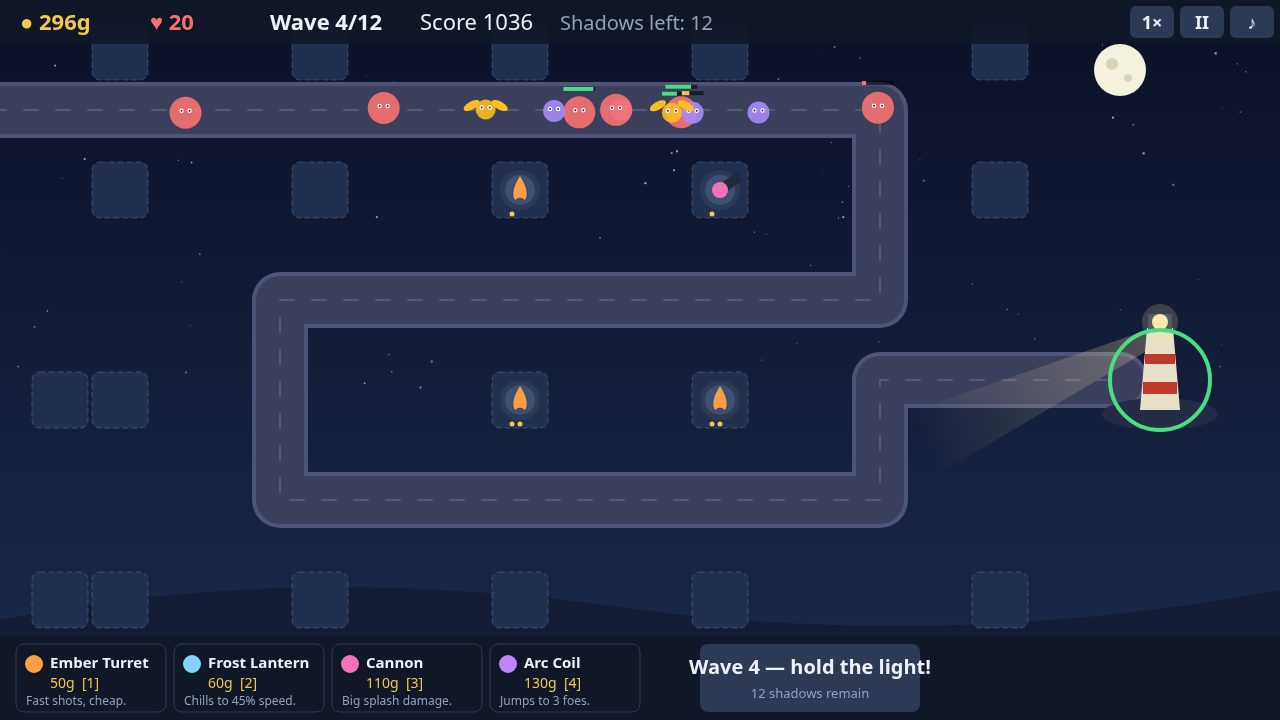 296g
♥ 20
Wave 4/12
Score 1036
Shadows left: 12
1×
II
♪
Ember Turret
50g [1]
Fast shots, cheap.
Frost Lantern
60g [2]
Chills to 45% speed.
Cannon
110g [3]
Big splash damage.
Arc Coil
130g [4]
Jumps to 3 foes.
Wave 4 — hold the light!
12 shadows remain